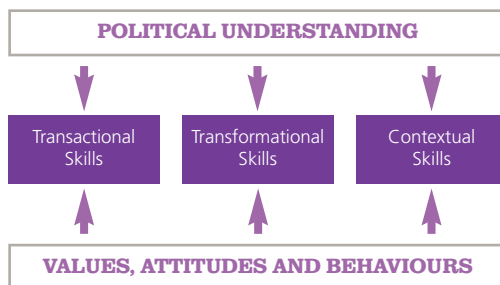 POLITICAL UNDERSTANDING
Transactional
Skills
Transformational
Skills
Contextual
Skills
VALUES, ATTITUDES AND BEHAVIOURS